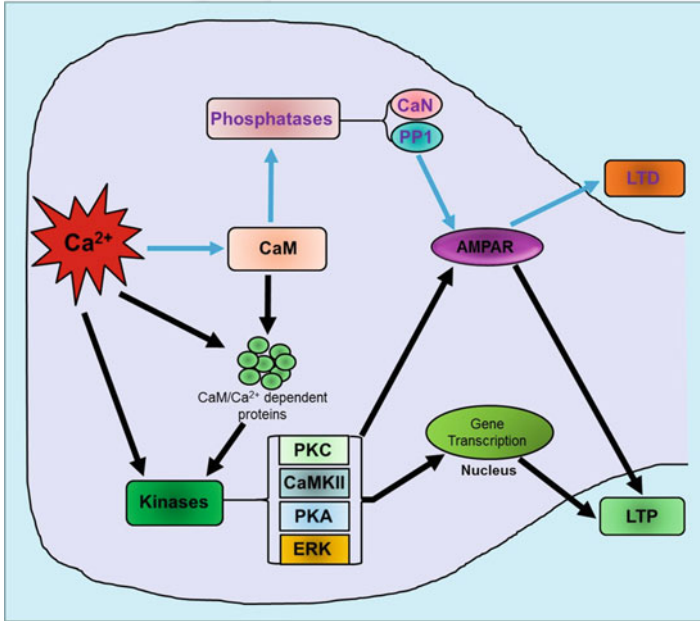 Phosphatases
CaN
PP1
LTD
Ca²⁺
CaM
AMPAR
CaM/Ca²⁺ dependent
proteins
Gene
Transcription
Nucleus
PKC
CaMKII
Kinases
PKA
ERK
LTP